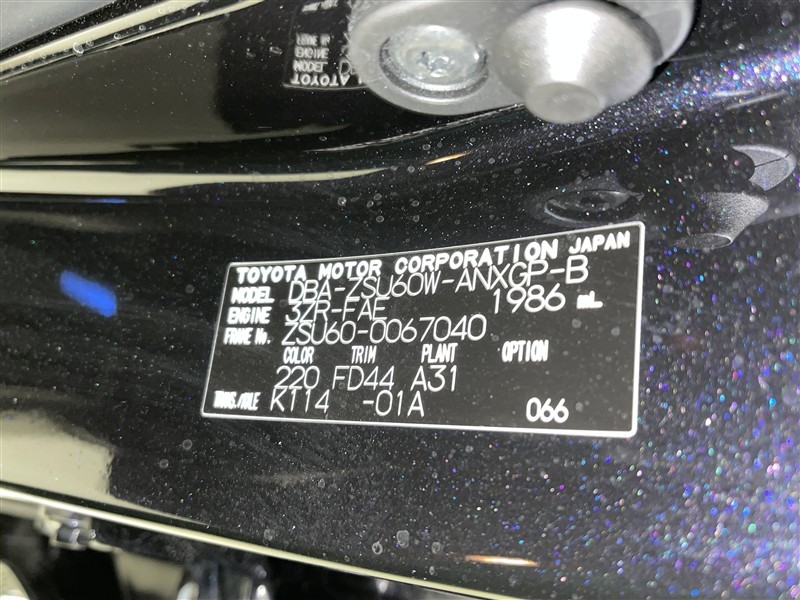 TOYOTA MOTOR CORPORATION JAPAN
MODEL DBA-ZSU60W-ANXGP-B
ENGINE 3ZR-FAE 1986 mL
FRAME No. ZSU60-0067040
COLOR TRIM PLANT OPTION
220 FD44 A31
TRANS./AXLE K114 -01A 066